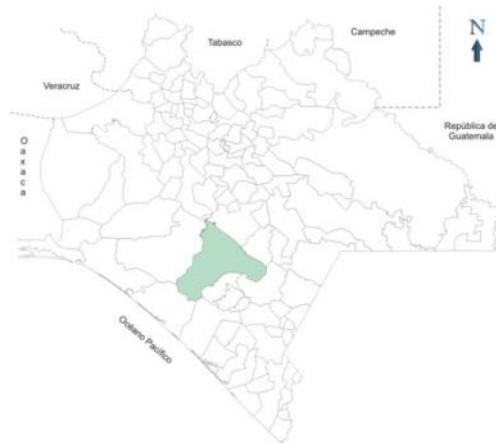 Campeche
N
Tabasco
Veracruz
República de
Guatemala
O
a
x
a
c
a
Océano Pacífico